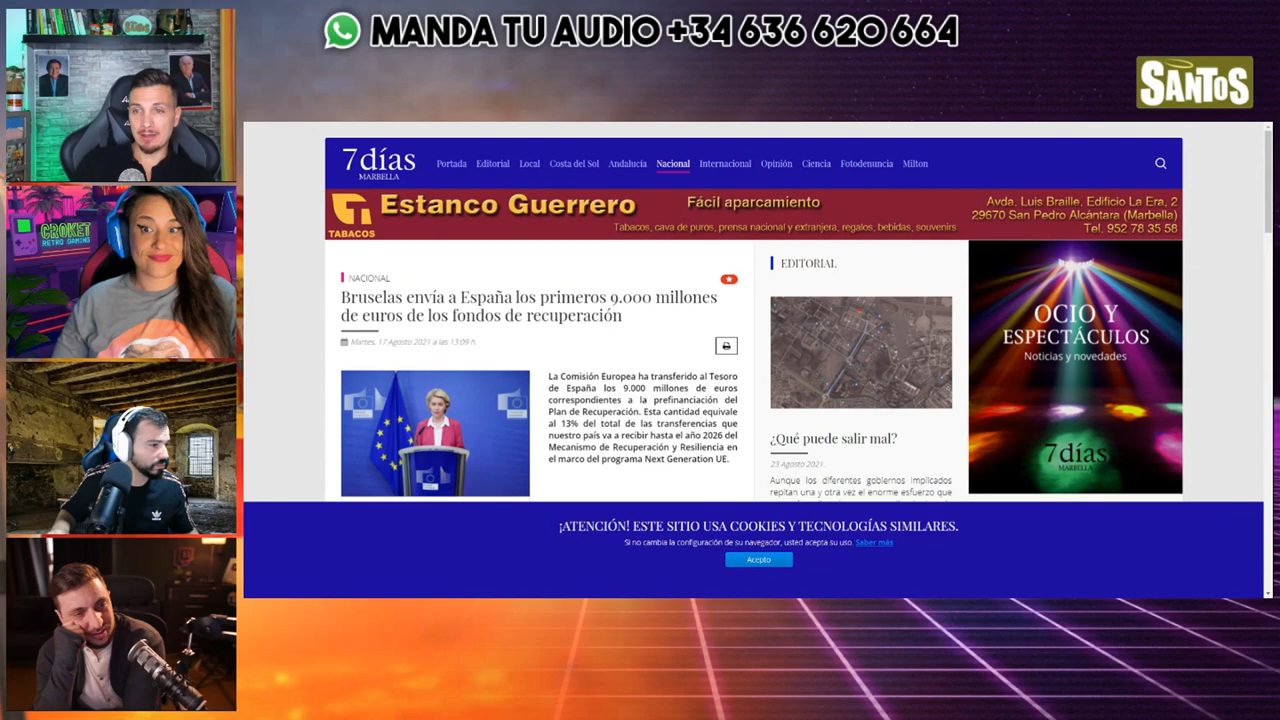 MANDA TU AUDIO +34 636 620 664
SANTOS
CROKET
RETRO GAMING
7días
MARBELLA
Portada Editorial Local Costa del Sol Andalucia Nacional Internacional Opinión Ciencia Fotodenuncia Milton
TABACOS
Estanco Guerrero
Fácil aparcamiento
Tabacos, cava de puros, prensa nacional y extranjera, regalos, bebidas, souvenirs
Avda. Luis Braille, Edificio La Era, 2
29670 San Pedro Alcántara (Marbella)
Tel. 952 78 35 58
NACIONAL
Bruselas envía a España los primeros 9.000 millones
de euros de los fondos de recuperación
Martes, 17 Agosto 2021 a las 13:09 h.
La Comisión Europea ha transferido al Tesoro
de España los 9.000 millones de euros
correspondientes a la prefinanciación del
Plan de Recuperación. Esta cantidad equivale
al 13% del total de las transferencias que
nuestro país va a recibir hasta el año 2026 del
Mecanismo de Recuperación y Resiliencia en
el marco del programa Next Generation UE.
EDITORIAL
¿Qué puede salir mal?
23 Agosto 2021
Aunque los diferentes gobiernos implicados
repitan una y otra vez el enorme esfuerzo que
OCIO Y
ESPECTÁCULOS
Noticias y novedades
7días
MARBELLA
¡ATENCIÓN! ESTE SITIO USA COOKIES Y TECNOLOGÍAS SIMILARES.
Si no cambia la configuración de su navegador, usted acepta su uso. Saber más
Acepto